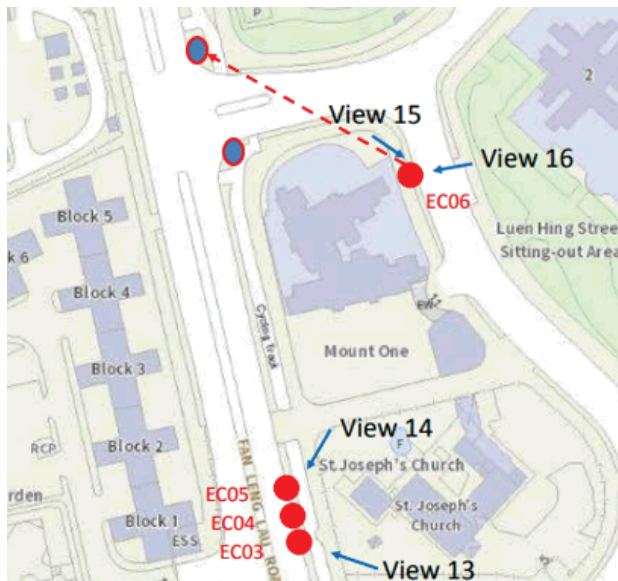 P
2
View 15
View 16
EC06
Block 5
k 6
Luen Hing Stree
Sitting-out Area
Block 4
Cycling Track
Mount One
Block 3
View 14
F
RCP
Block 2
St. Joseph's Church
EC05
rden
Block 1
EC04
St. Joseph's
Church
ESS
EC03
FAN LENG LAU RO
View 13